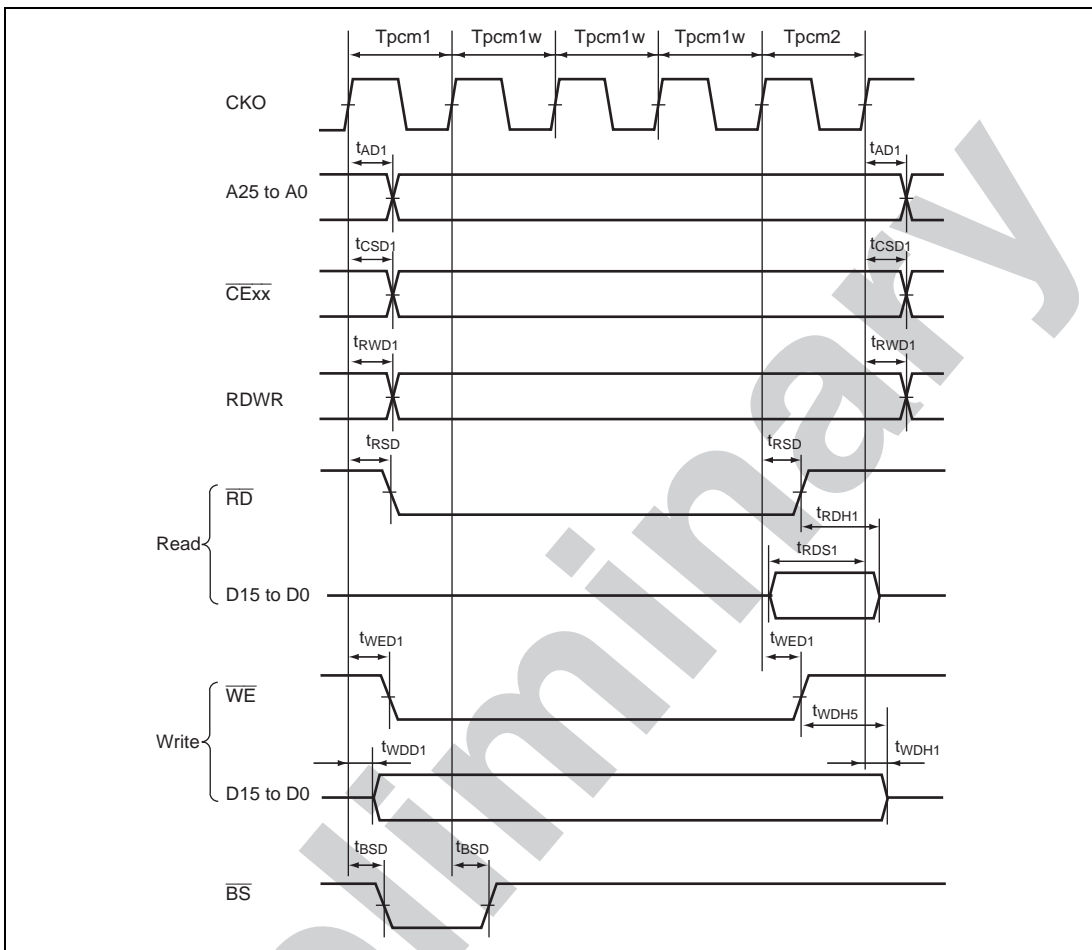 Tpcm1 Tpcm1w Tpcm1w Tpcm1w Tpcm2
CKO
tAD1 tAD1
A25 to A0
tCSD1 tCSD1
CExx
tRWD1 tRWD1
RDWR
tRSD tRSD
RD
tRDH1
Read
tRDS1
D15 to D0
tWED1 tWED1
WE
tWDH5
Write
tWDD1 tWDH1
D15 to D0
tBSD tBSD
BS
liminary